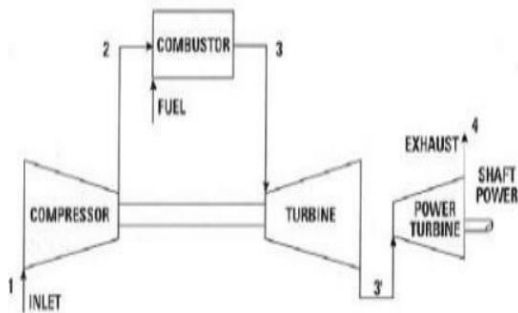 2
COMBUSTOR
3
FUEL
4
EXHAUST
SHAFT
POWER
COMPRESSOR
TURBINE
POWER
TURBINE
1
INLET
3'